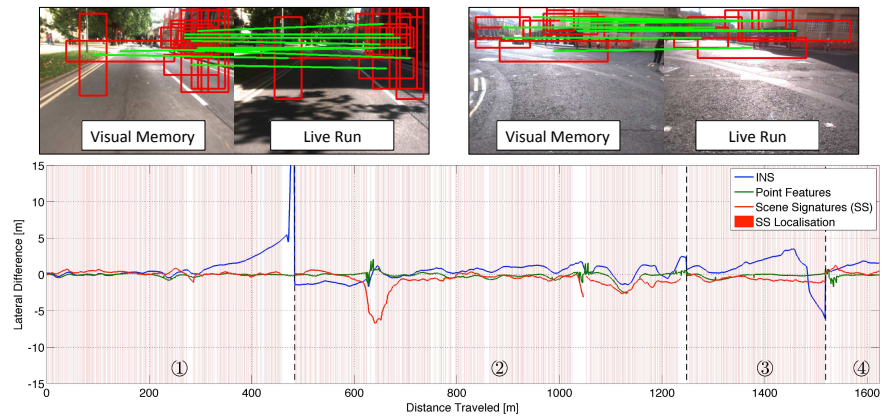 Visual Memory
Live Run
Visual Memory
Live Run
15
10
5
0
-5
-10
-15
Lateral Difference [m]
INS
Point Features
Scene Signatures (SS)
SS Localisation
①
②
③
④
0
200
400
600
800
1000
1200
1400
1600
Distance Traveled [m]